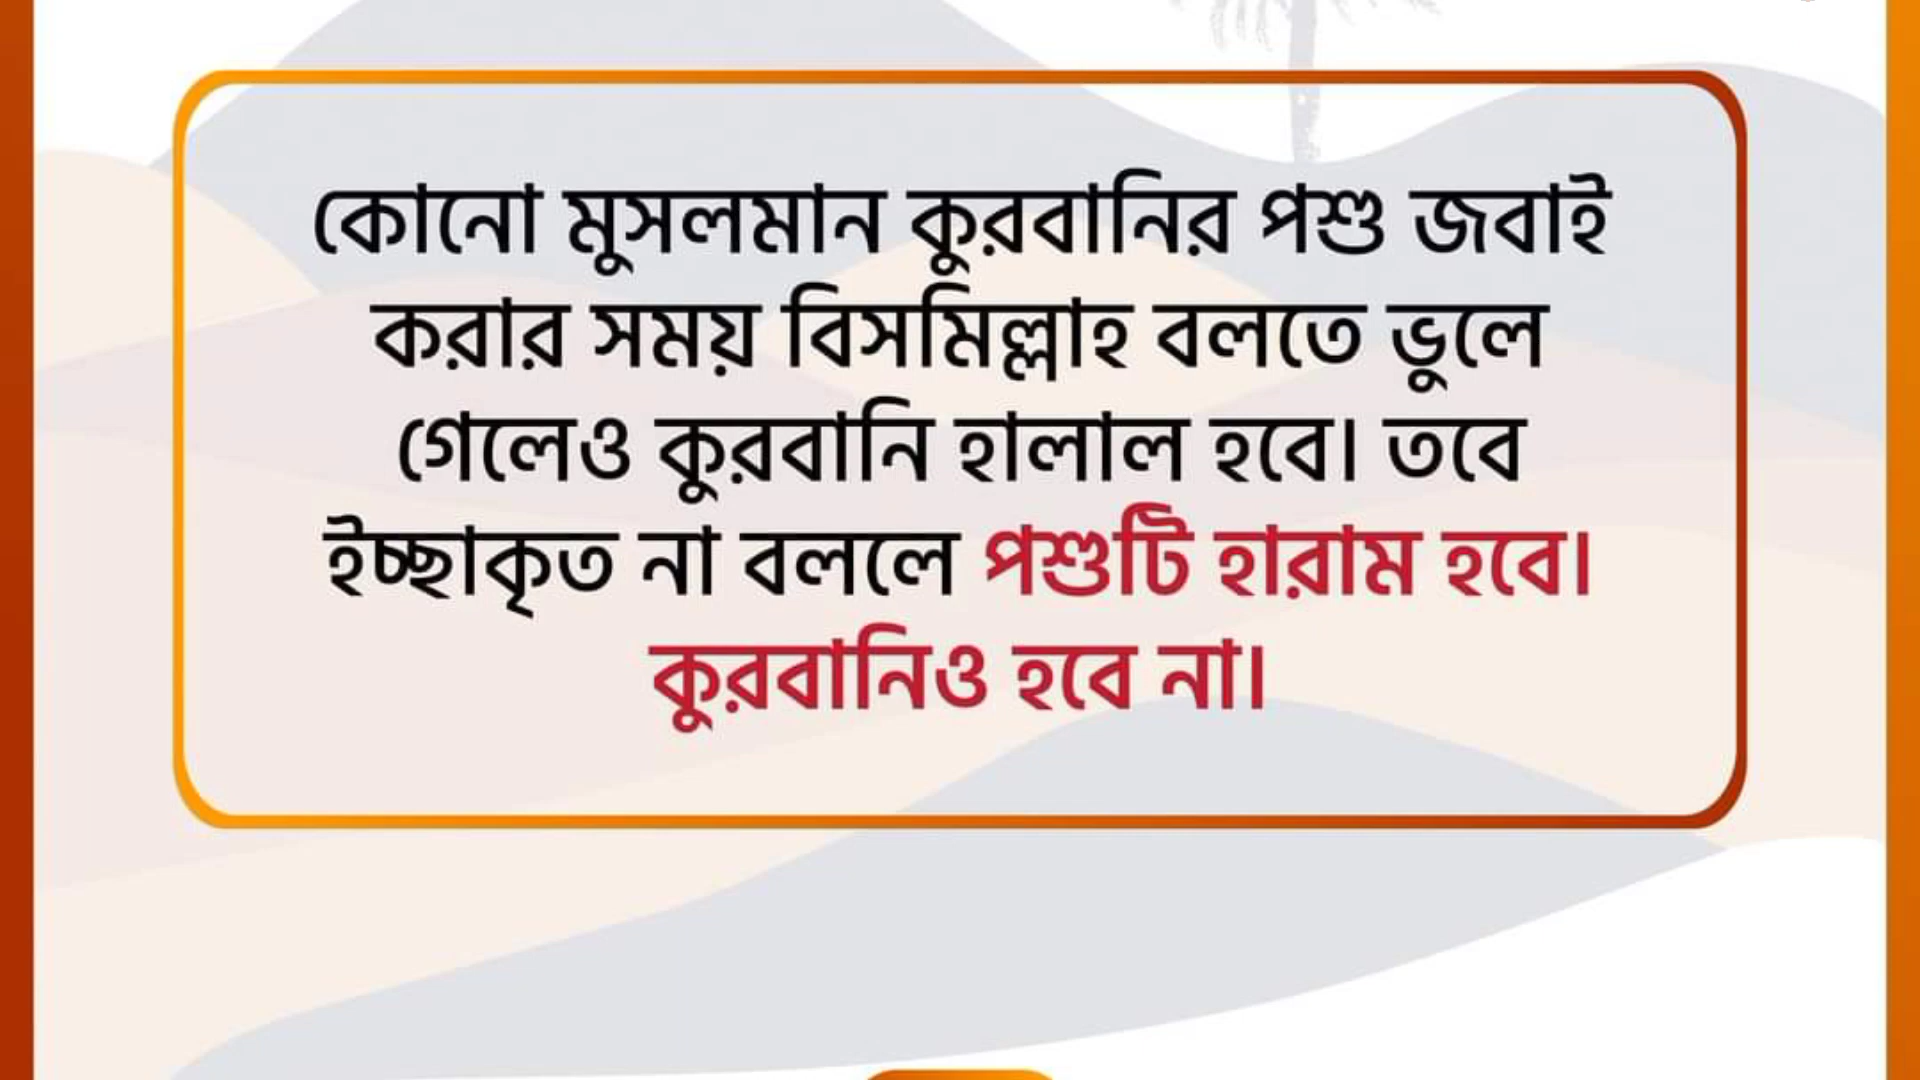 কোনো মুসলমান কুরবানির পশু জবাই
করার সময় বিসমিল্লাহ বলতে ভুলে
গেলেও কুরবানি হালাল হবে। তবে
ইচ্ছাকৃত না বললে পশুটি হারাম হবে।
কুরবানিও হবে না।